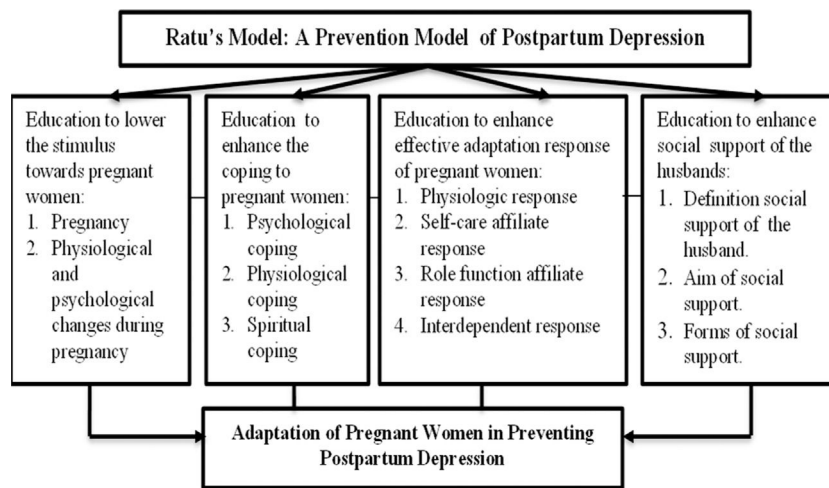 Ratu's Model: A Prevention Model of Postpartum Depression
Education to lower
the stimulus
towards pregnant
women:
1. Pregnancy
2. Physiological
and
psychological
changes during
pregnancy
Education to
enhance the
coping to
pregnant women:
1. Psychological
coping
2. Physiological
coping
3. Spiritual
coping
Education to enhance
effective adaptation response
of pregnant women:
1. Physiologic response
2. Self-care affiliate
response
3. Role function affiliate
response
4. Interdependent response
Education to enhance
social support of the
husbands:
1. Definition social
support of the
husband.
2. Aim of social
support.
3. Forms of social
support.
Adaptation of Pregnant Women in Preventing
Postpartum Depression